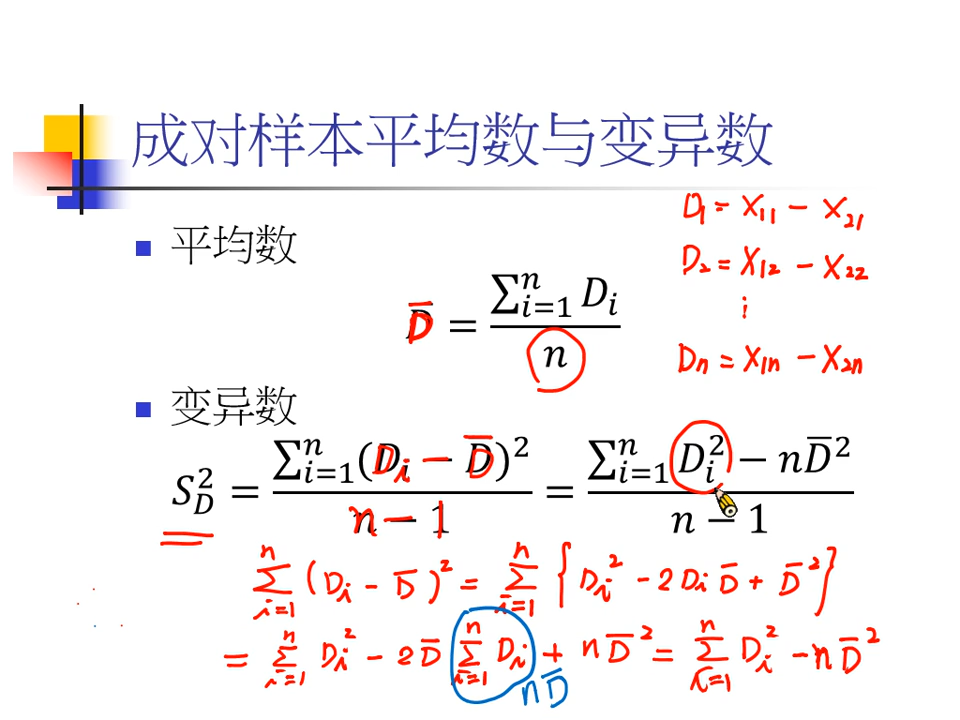 成对样本平均数与变异数
D₁ = X₁₁ − X₂₁
平均数
D₂ = X₁₂ − X₂₂
⋮
D̄ = ∑ⁿᵢ₌₁ Dᵢ / n
Dn = X₁n − X₂n
变异数
S²_D = ∑ⁿᵢ₌₁(Dᵢ − D̄)² / (n − 1) = (∑ⁿᵢ₌₁ Dᵢ² − nD̄²) / (n − 1)
∑ⁿᵢ₌₁ (Dᵢ − D̄)² = ∑ⁿᵢ₌₁ {Dᵢ² − 2DᵢD̄ + D̄²}
= ∑ⁿᵢ₌₁ Dᵢ² − 2D̄ ∑ⁿᵢ₌₁ Dᵢ + nD̄² = ∑ⁿᵢ₌₁ Dᵢ² − nD̄²
nD̄